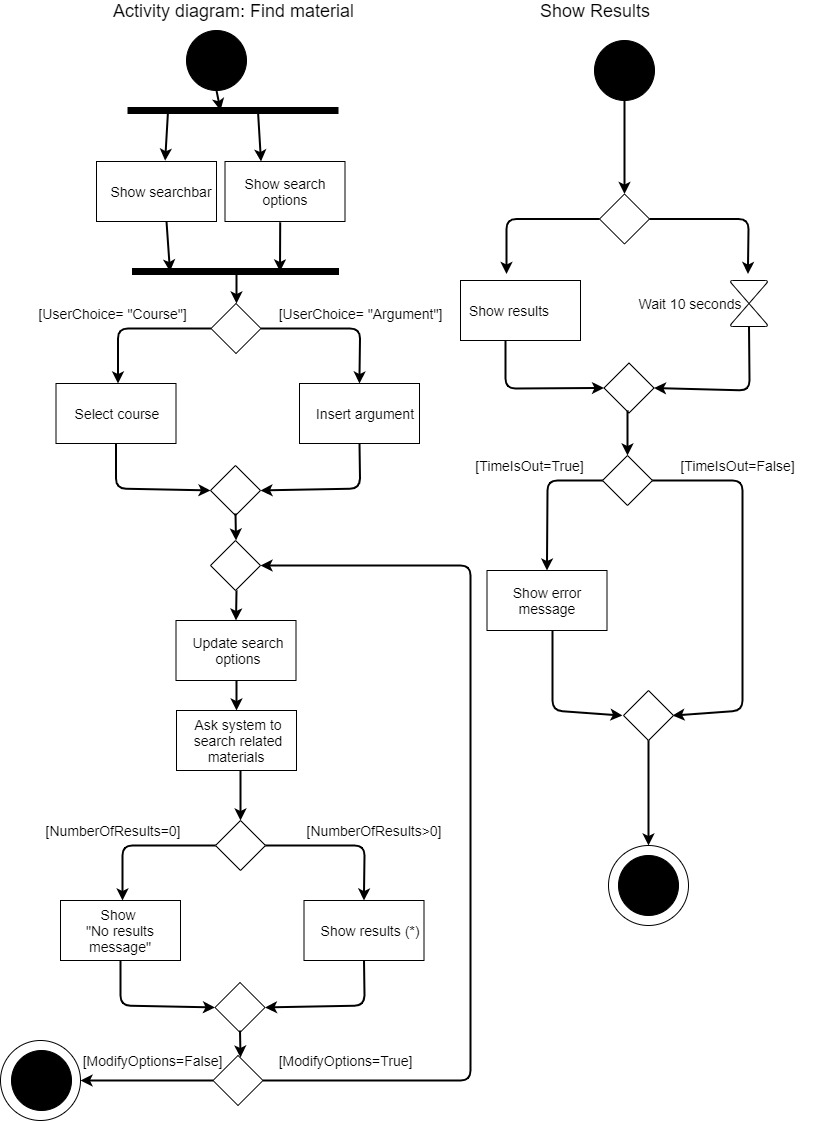 Activity diagram: Find material
Show Results
Show searchbar
Show search
options
[UserChoice= "Course"]
[UserChoice= "Argument"]
Select course
Insert argument
Update search
options
Ask system to
search related
materials
[NumberOfResults=0]
[NumberOfResults>0]
Show
"No results
message"
Show results (*)
[ModifyOptions=False]
[ModifyOptions=True]
Show results
Wait 10 seconds
[TimeIsOut=True]
[TimeIsOut=False]
Show error
message